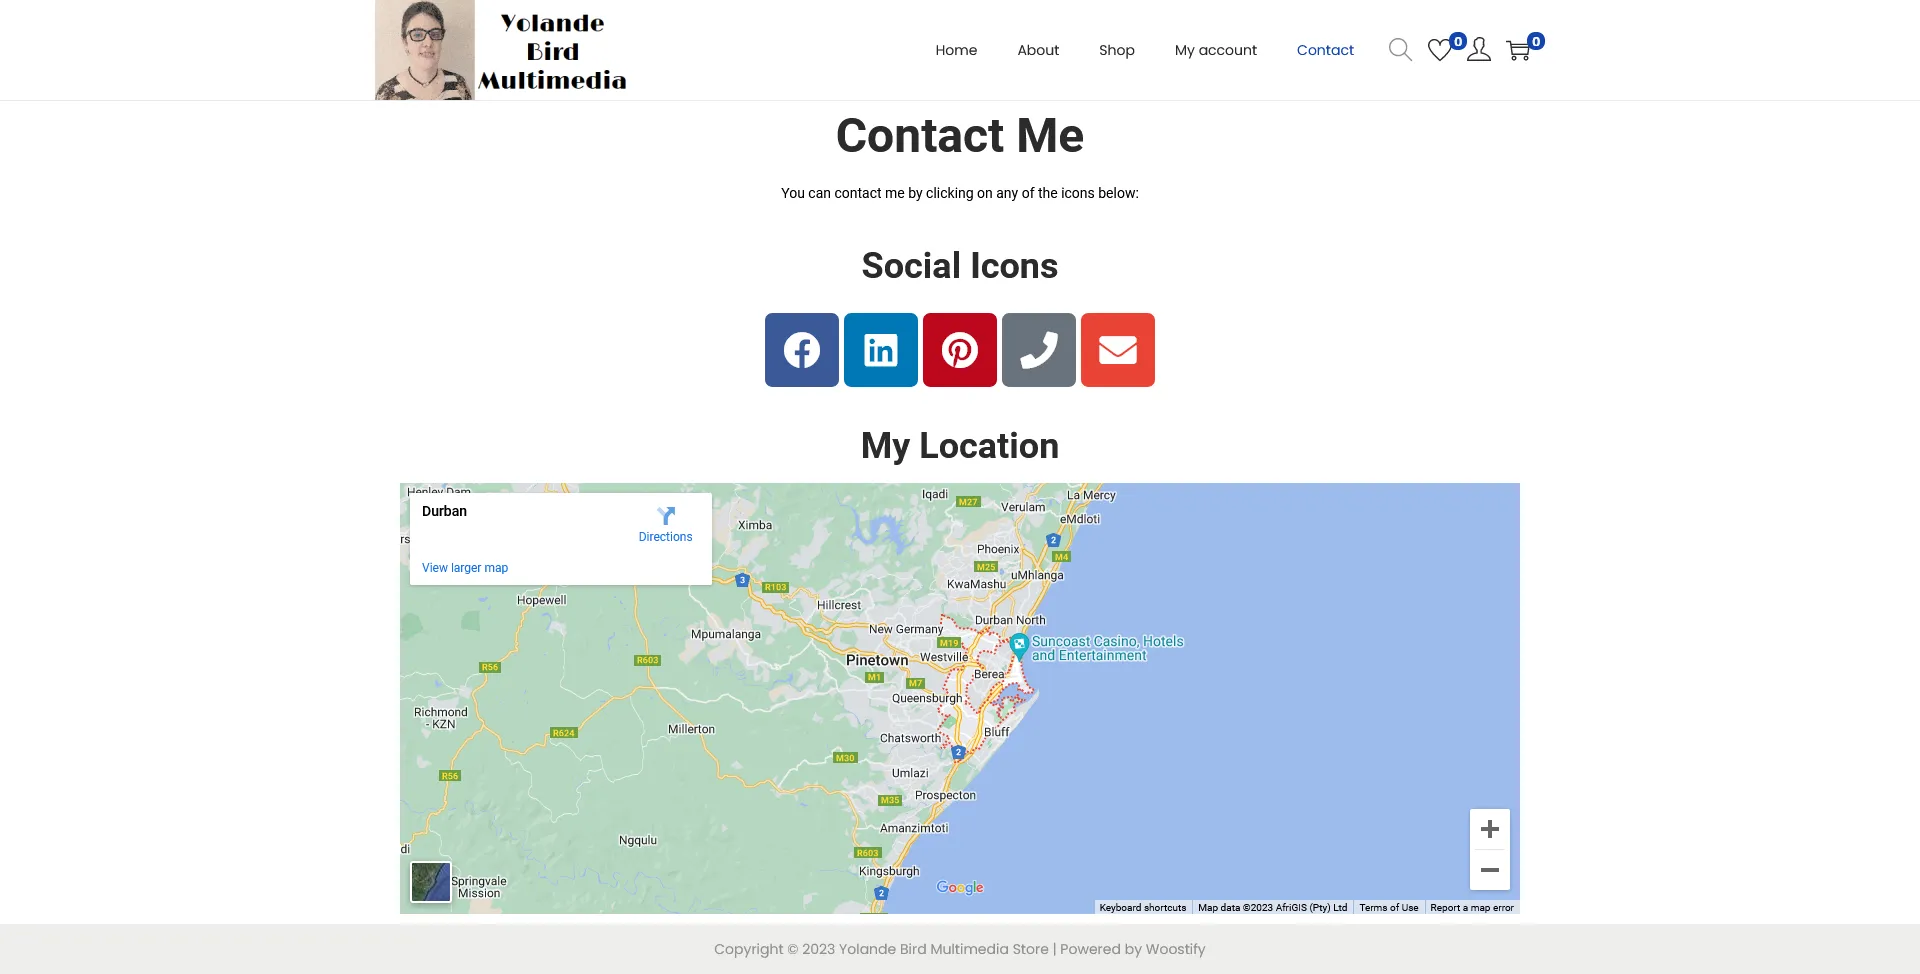 Yolande
Bird
Multimedia
Home About Shop My account Contact 0 0
Contact Me
You can contact me by clicking on any of the icons below:
Social Icons
My Location
Durban
Directions
View larger map
Henley Dam
Iqadi
M27
La Mercy
Verulam
eMdloti
Ximba
2
Phoenix
M4
M25
uMhlanga
3
R103
KwaMashu
Hopewell
Hillcrest
Durban North
New Germany
Mpumalanga
M19
Suncoast Casino, Hotels
and Entertainment
Pinetown
Westville
R603
R56
Berea
M1
M7
Queensburgh
Richmond
- KZN
Millerton
R624
Bluff
Chatsworth
2
M30
R56
Umlazi
Prospecton
M35
Amanzimtoti
Ngqulu
di
R603
Kingsburgh
Springvale
Mission
2
Google
Keyboard shortcuts Map data ©2023 AfriGIS (Pty) Ltd Terms of Use Report a map error
Copyright © 2023 Yolande Bird Multimedia Store | Powered by Woostify